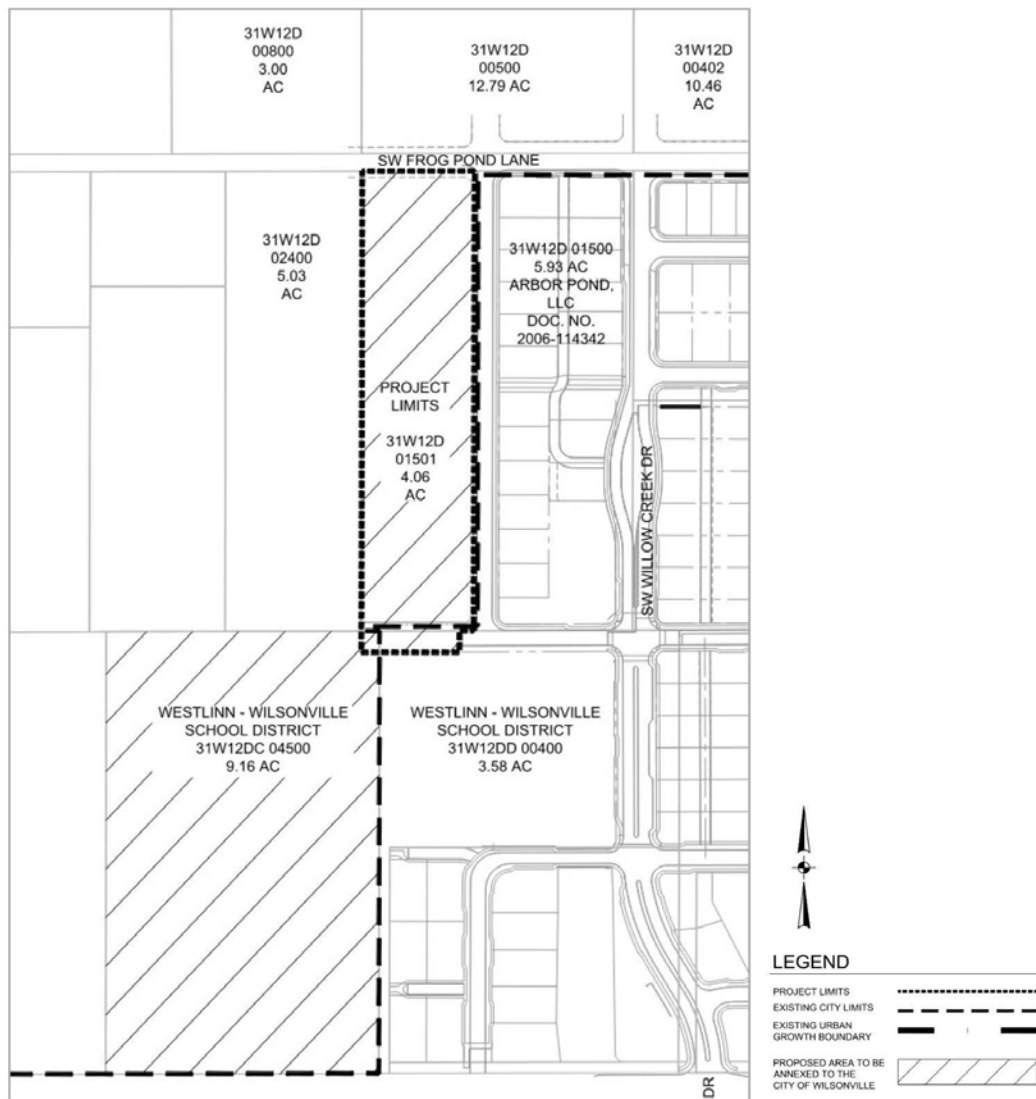 31W12D
00800
3.00
AC
31W12D
00500
12.79 AC
31W12D
00402
10.46
AC
SW FROG POND LANE
31W12D
02400
5.03
AC
31W12D 01500
5.93 AC
ARBOR POND,
LLC
DOC. NO.
2006-114342
PROJECT
LIMITS
31W12D
01501
4.06
AC
SW WILLOW CREEK DR
WESTLINN - WILSONVILLE
SCHOOL DISTRICT
31W12DC 04500
9.16 AC
WESTLINN - WILSONVILLE
SCHOOL DISTRICT
31W12DD 00400
3.58 AC
DR
LEGEND
PROJECT LIMITS
EXISTING CITY LIMITS
EXISTING URBAN
GROWTH BOUNDARY
PROPOSED AREA TO BE
ANNEXED TO THE
CITY OF WILSONVILLE